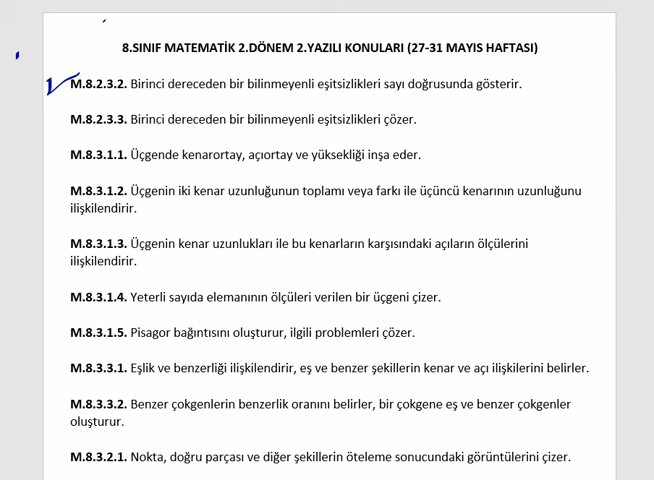 8.SINIF MATEMATİK 2.DÖNEM 2.YAZILI KONULARI (27-31 MAYIS HAFTASI)
M.8.2.3.2. Birinci dereceden bir bilinmeyenli eşitsizlikleri sayı doğrusunda gösterir.
M.8.2.3.3. Birinci dereceden bir bilinmeyenli eşitsizlikleri çözer.
M.8.3.1.1. Üçgende kenarortay, açıortay ve yüksekliği inşa eder.
M.8.3.1.2. Üçgenin iki kenar uzunluğunun toplamı veya farkı ile üçüncü kenarının uzunluğunu
ilişkilendirir.
M.8.3.1.3. Üçgenin kenar uzunlukları ile bu kenarların karşısındaki açıların ölçülerini
ilişkilendirir.
M.8.3.1.4. Yeterli sayıda elemanının ölçüleri verilen bir üçgeni çizer.
M.8.3.1.5. Pisagor bağıntısını oluşturur, ilgili problemleri çözer.
M.8.3.3.1. Eşlik ve benzerliği ilişkilendirir, eş ve benzer şekillerin kenar ve açı ilişkilerini belirler.
M.8.3.3.2. Benzer çokgenlerin benzerlik oranını belirler, bir çokgene eş ve benzer çokgenler
oluşturur.
M.8.3.2.1. Nokta, doğru parçası ve diğer şekillerin öteleme sonucundaki görüntülerini çizer.